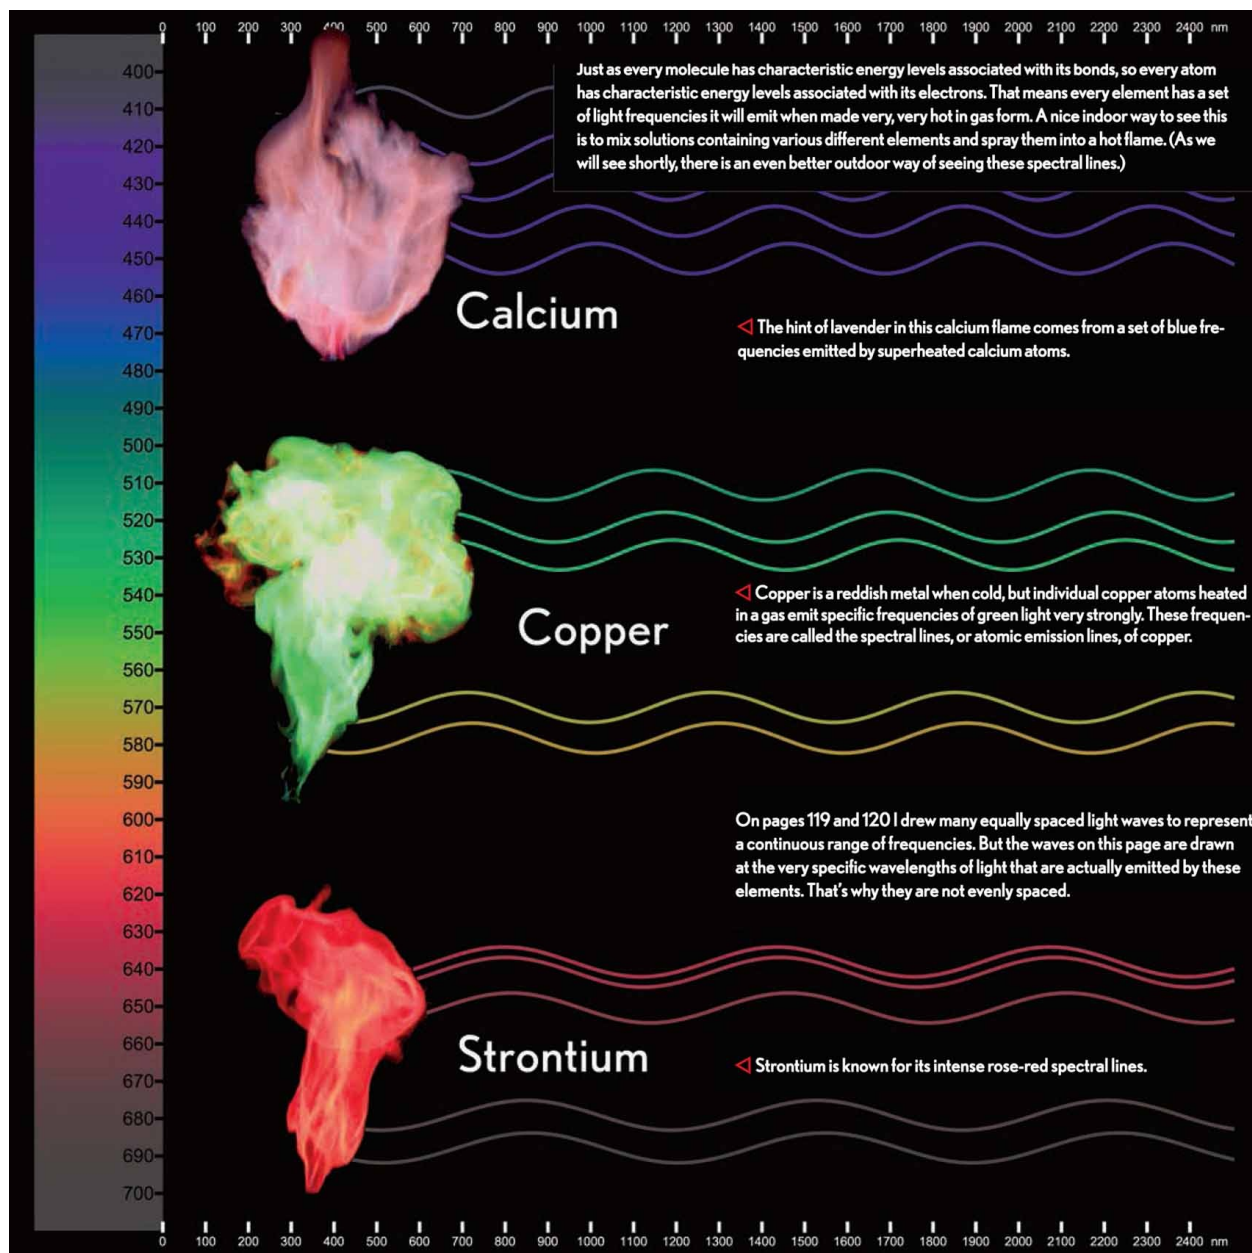 0 100 200 300 400 500 600 700 800 900 1000 1100 1200 1300 1400 1500 1600 1700 1800 1900 2000 2100 2200 2300 2400 nm
Just as every molecule has characteristic energy levels associated with its bonds, so every atom
has characteristic energy levels associated with its electrons. That means every element has a set
of light frequencies it will emit when made very, very hot in gas form. A nice indoor way to see this
is to mix solutions containing various different elements and spray them into a hot flame. (As we
will see shortly, there is an even better outdoor way of seeing these spectral lines.)
400
410
420
430
440
450
460
470
480
490
500
510
520
530
540
550
560
570
580
590
600
610
620
630
640
650
660
670
680
690
700
Calcium
The hint of lavender in this calcium flame comes from a set of blue fre-
quencies emitted by superheated calcium atoms.
Copper
Copper is a reddish metal when cold, but individual copper atoms heated
in a gas emit specific frequencies of green light very strongly. These frequen-
cies are called the spectral lines, or atomic emission lines, of copper.
On pages 119 and 120 I drew many equally spaced light waves to represent
a continuous range of frequencies. But the waves on this page are drawn
at the very specific wavelengths of light that are actually emitted by these
elements. That's why they are not evenly spaced.
Strontium
Strontium is known for its intense rose-red spectral lines.
0 100 200 300 400 500 600 700 800 900 1000 1100 1200 1300 1400 1500 1600 1700 1800 1900 2000 2100 2200 2300 2400 nm